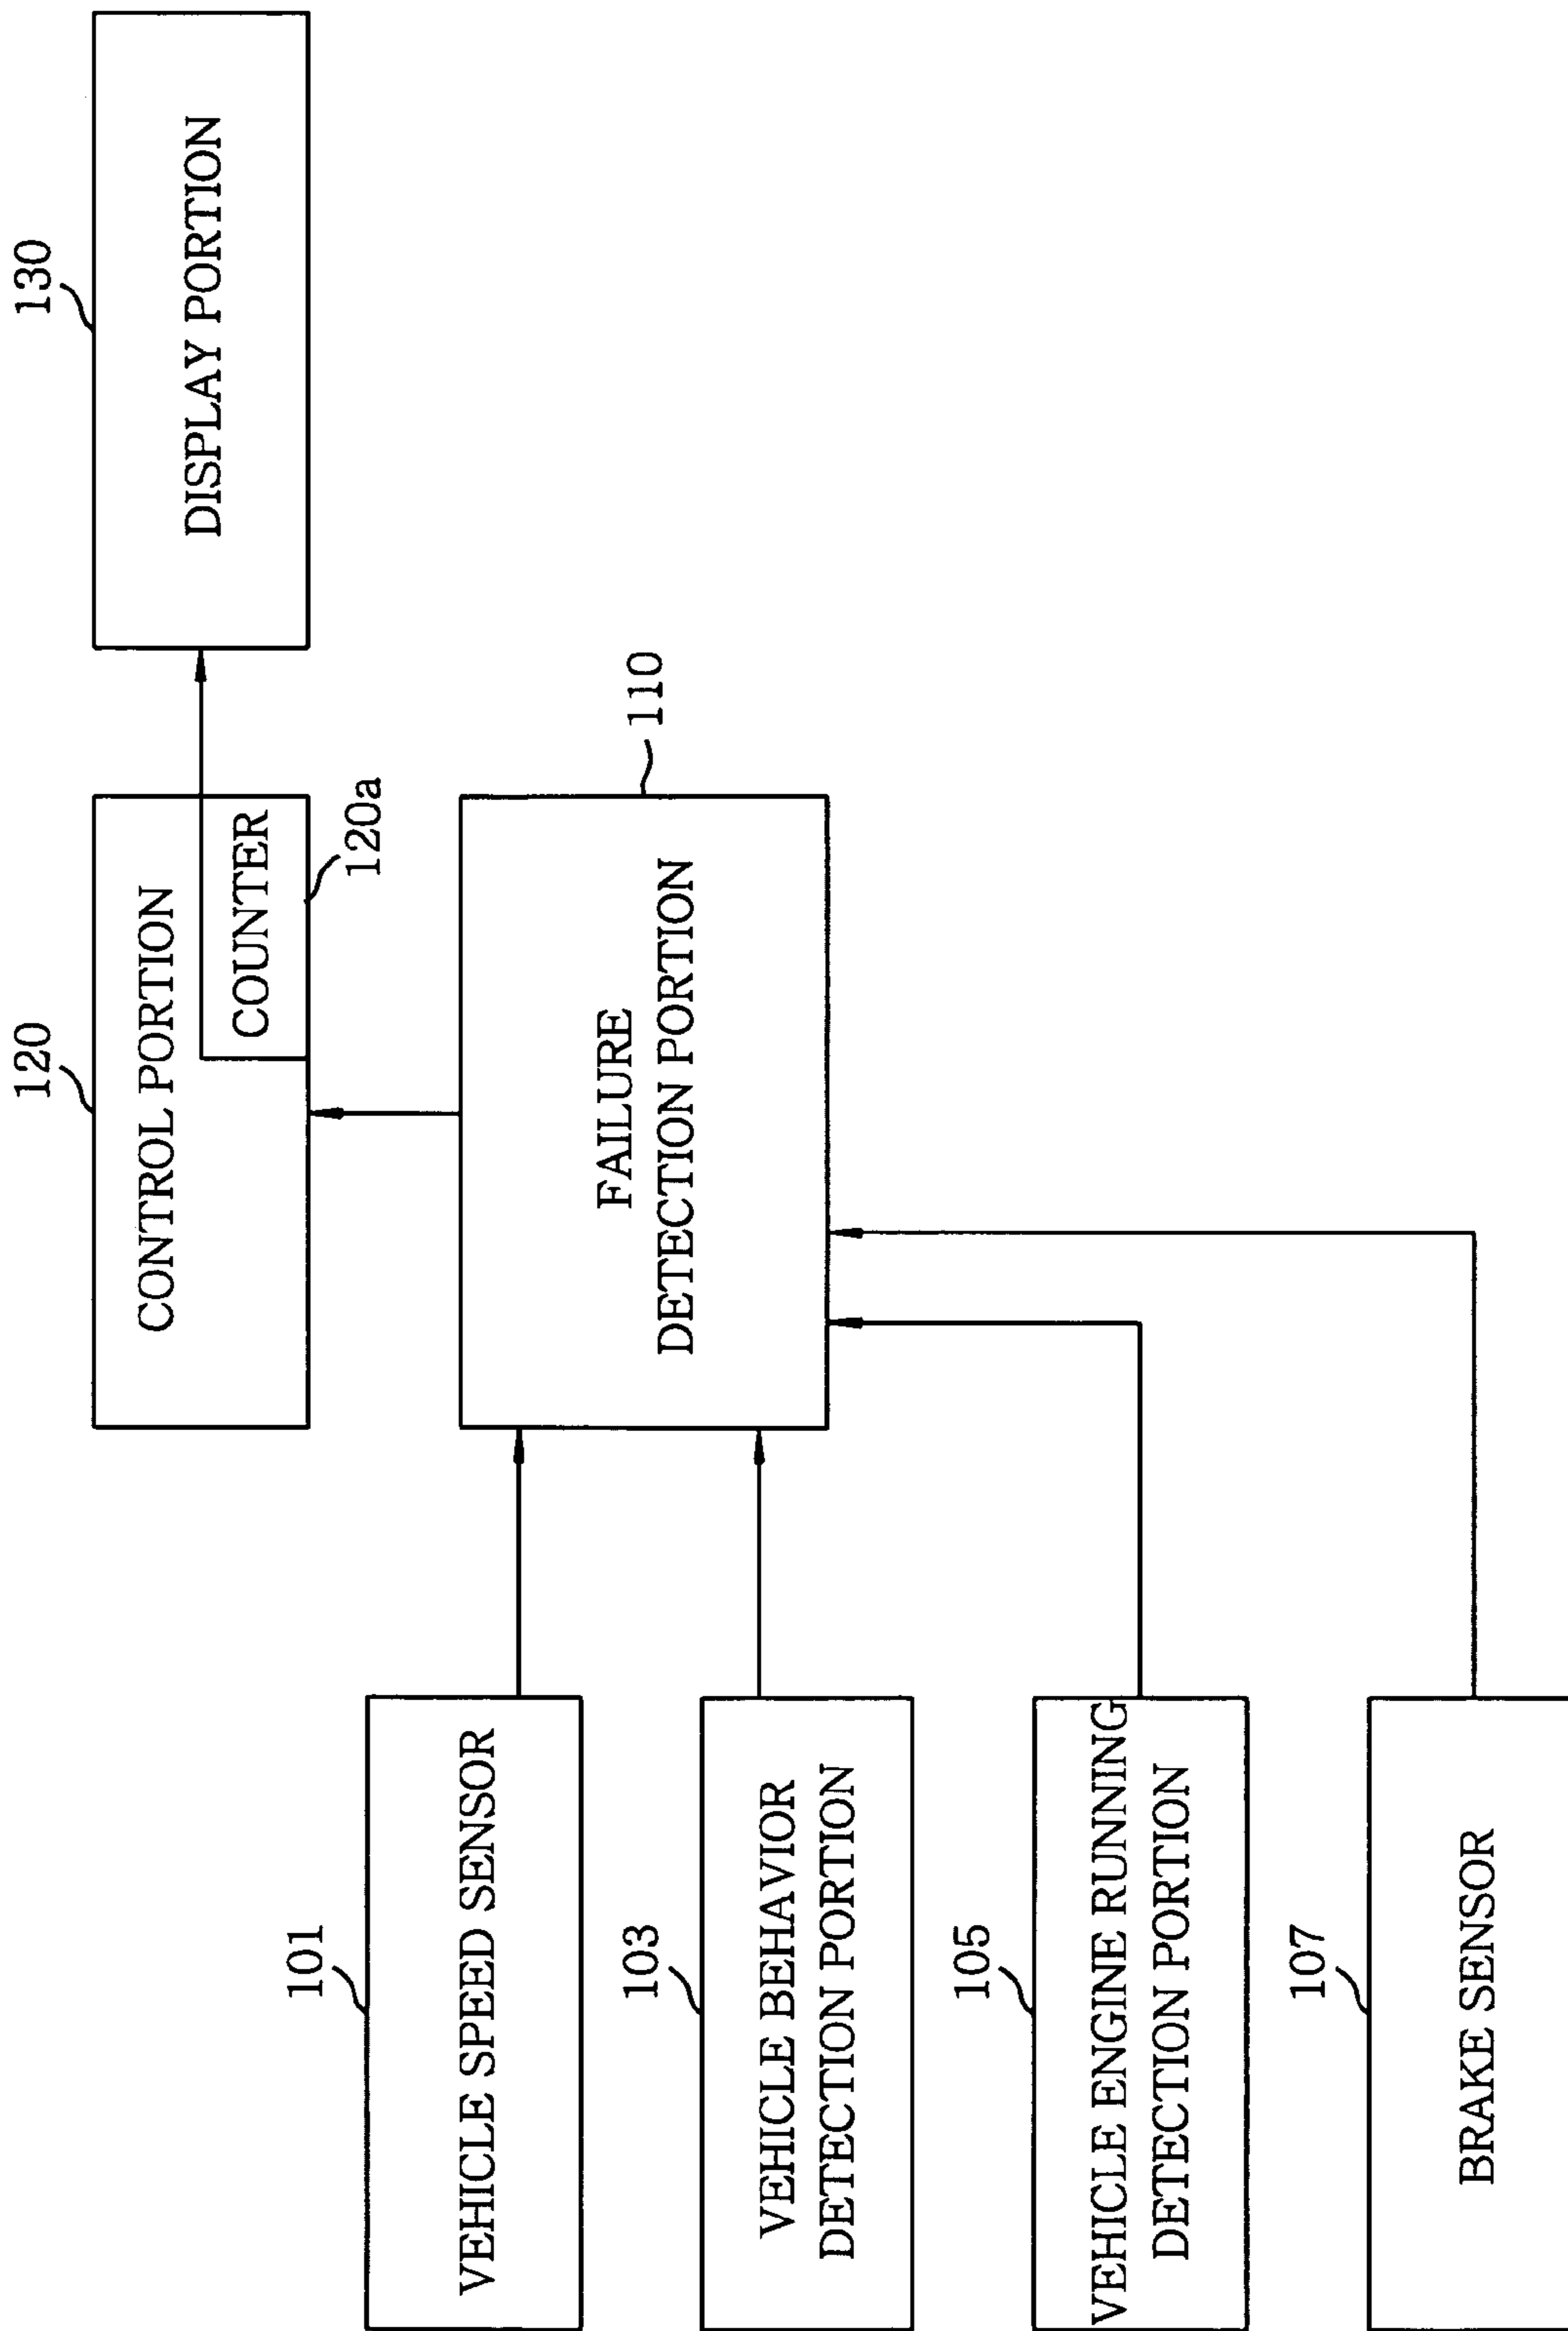 120
CONTROL PORTION
COUNTER
120a
130
DISPLAY PORTION
101
VEHICLE SPEED SENSOR
110
FAILURE
DETECTION PORTION
103
VEHICLE BEHAVIOR
DETECTION PORTION
105
VEHICLE ENGINE RUNNING
DETECTION PORTION
107
BRAKE SENSOR